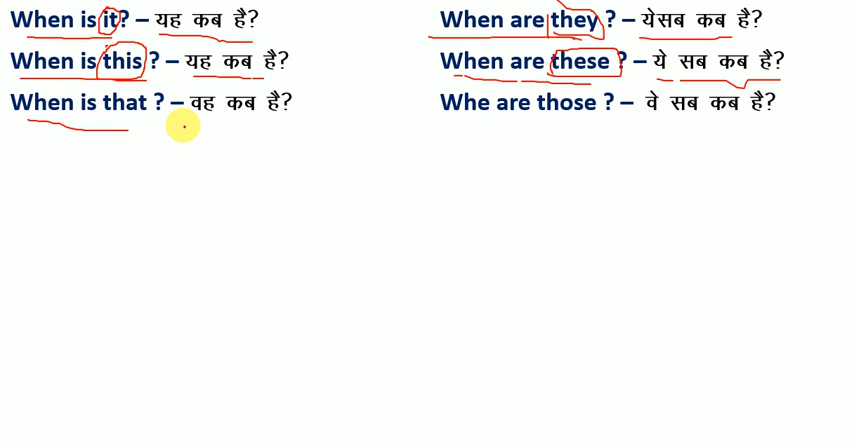 When is it? – यह कब है?
When is this ? – यह कब है?
When is that ? – वह कब है?
When are they ? – येसब कब है?
When are these ? – ये सब कब है?
Whe are those ? – वे सब कब है?